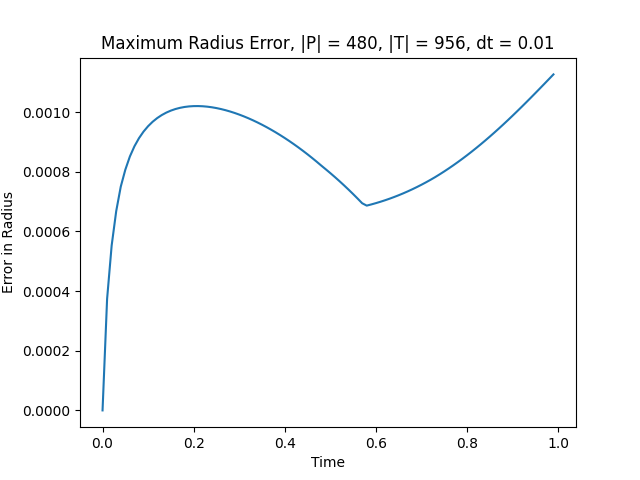 Maximum Radius Error, |P| = 480, |T| = 956, dt = 0.01
Error in Radius
0.0010
0.0008
0.0006
0.0004
0.0002
0.0000
0.0 0.2 0.4 0.6 0.8 1.0
Time